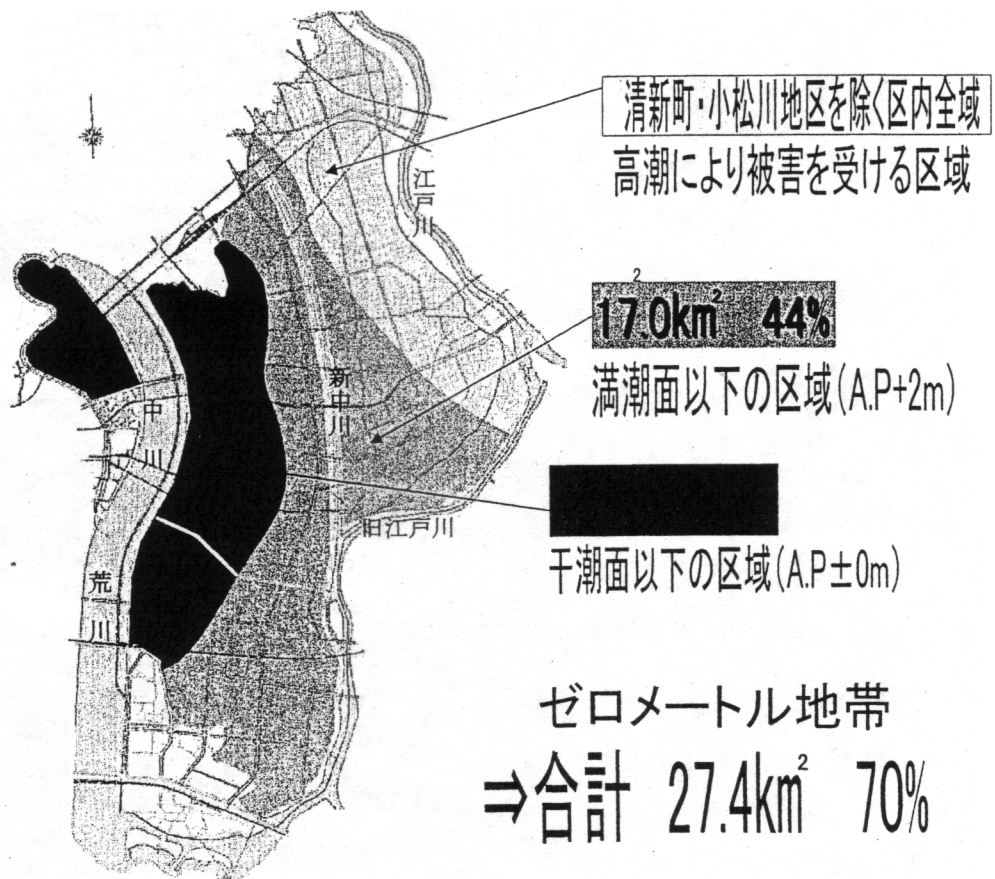 清新町・小松川地区を除く区内全域
高潮により被害を受ける区域
江戸川
17.0km² 44%
満潮面以下の区域(A.P+2m)
新中川
中川
旧江戸川
干潮面以下の区域(A.P±0m)
荒川
ゼロメートル地帯
⇒合計 27.4km² 70%